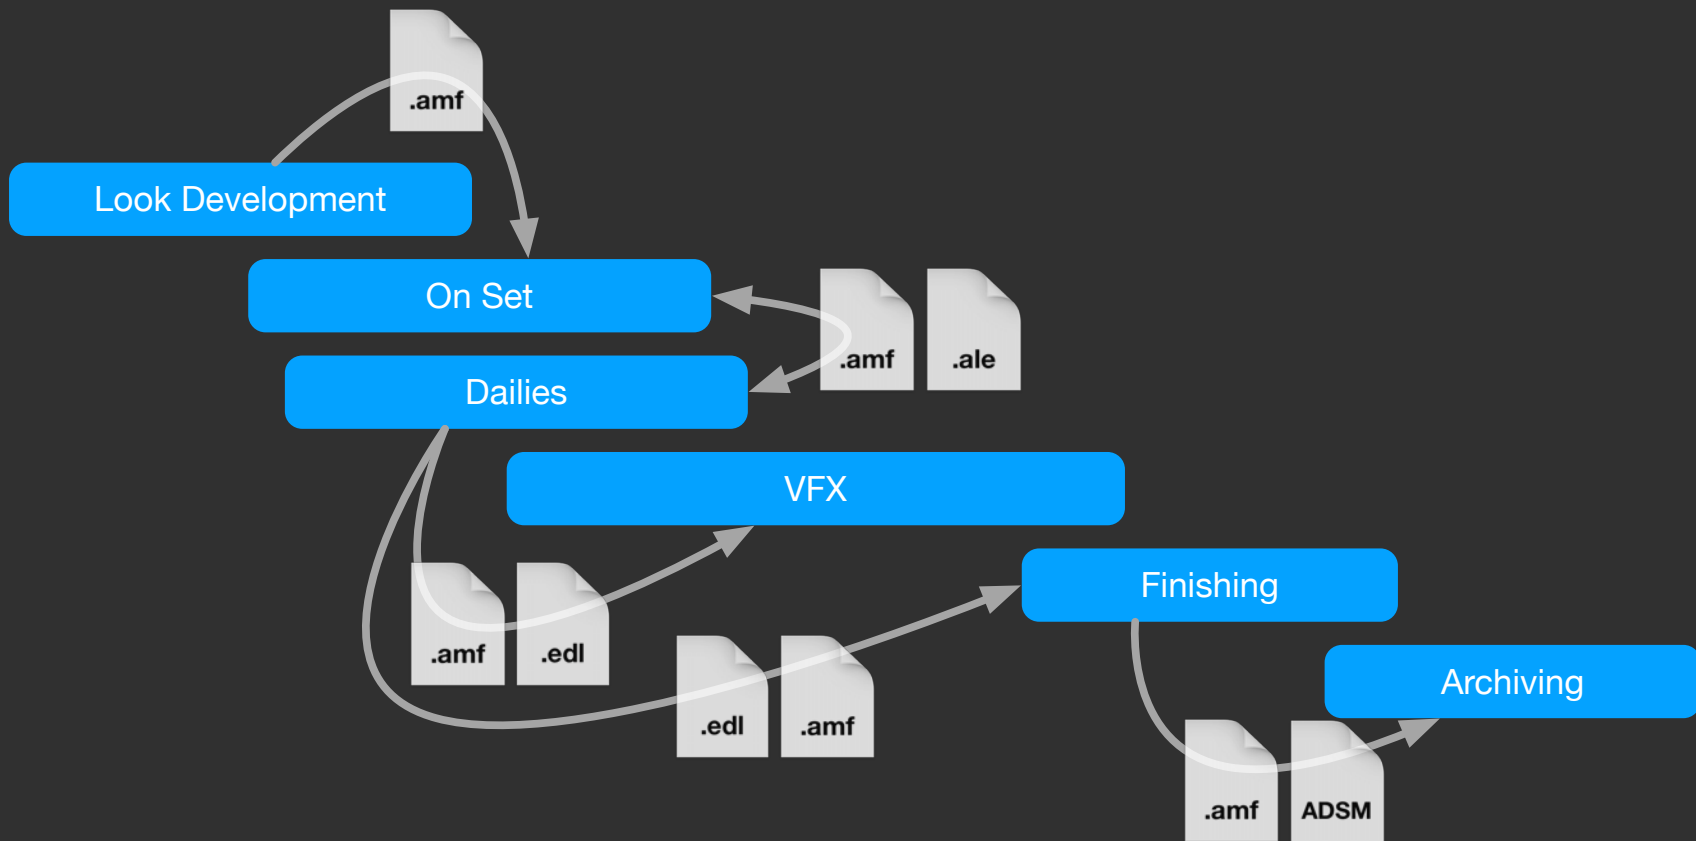 .amf
Look Development
On Set
.amf
.ale
Dailies
VFX
Finishing
.amf
.edl
Archiving
.edl
.amf
.amf
ADSM